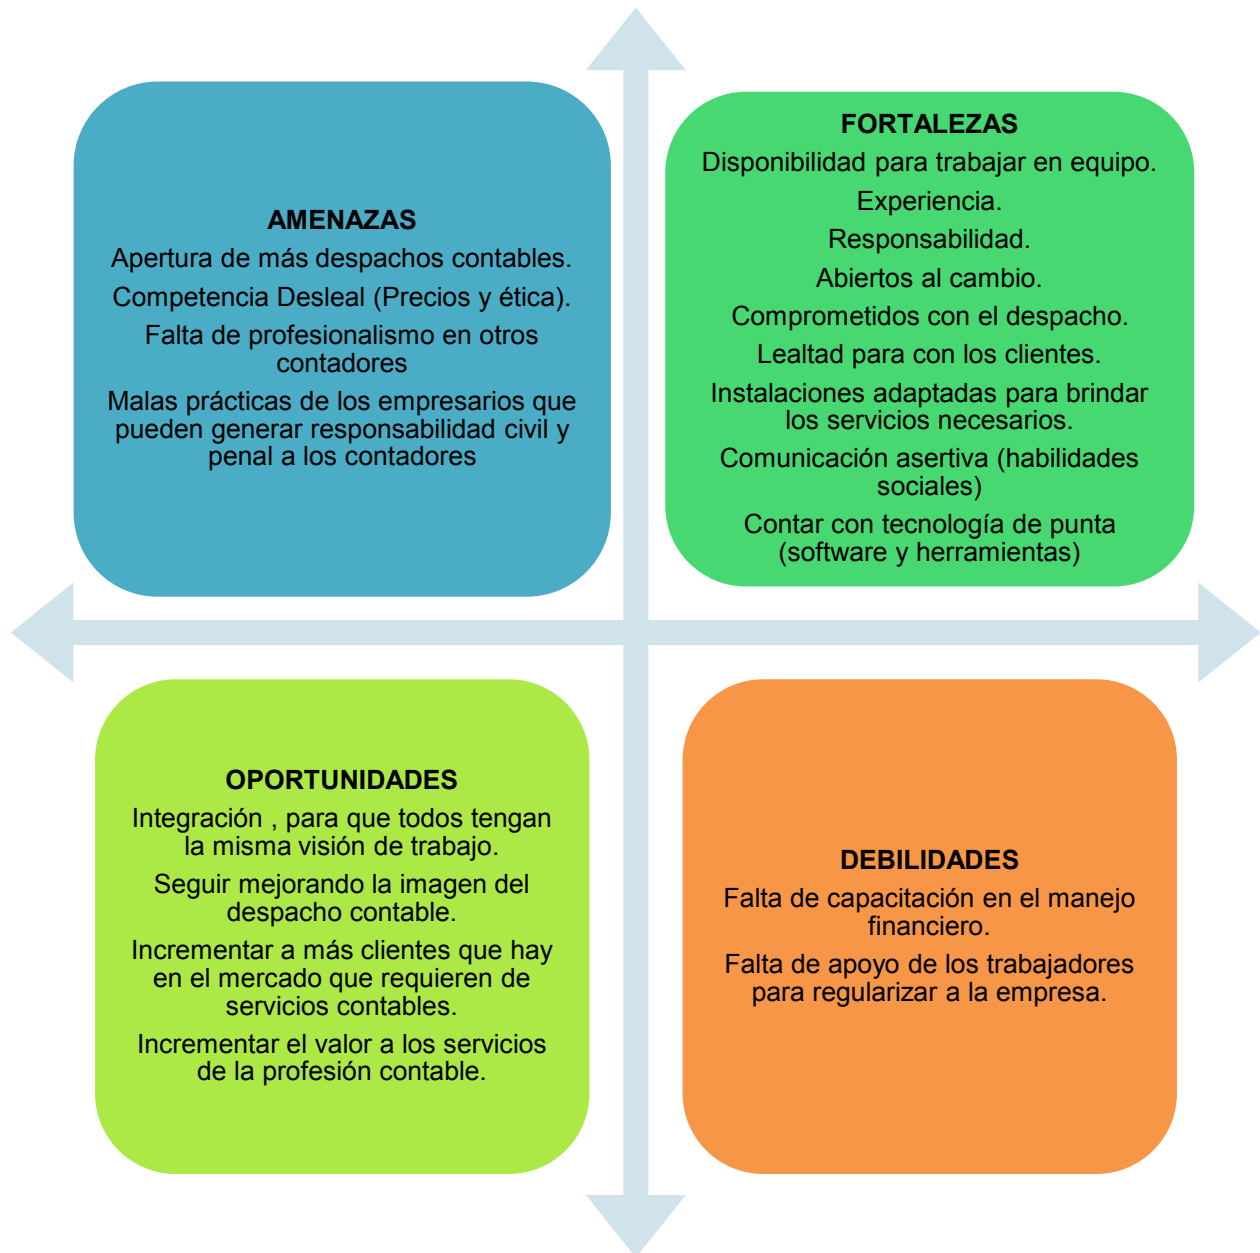 AMENAZAS
Apertura de más despachos contables.
Competencia Desleal (Precios y ética).
Falta de profesionalismo en otros
contadores
Malas prácticas de los empresarios que
pueden generar responsabilidad civil y
penal a los contadores
FORTALEZAS
Disponibilidad para trabajar en equipo.
Experiencia.
Responsabilidad.
Abiertos al cambio.
Comprometidos con el despacho.
Lealtad para con los clientes.
Instalaciones adaptadas para brindar
los servicios necesarios.
Comunicación asertiva (habilidades
sociales)
Contar con tecnología de punta
(software y herramientas)
OPORTUNIDADES
Integración , para que todos tengan
la misma visión de trabajo.
Seguir mejorando la imagen del
despacho contable.
Incrementar a más clientes que hay
en el mercado que requieren de
servicios contables.
Incrementar el valor a los servicios
de la profesión contable.
DEBILIDADES
Falta de capacitación en el manejo
financiero.
Falta de apoyo de los trabajadores
para regularizar a la empresa.